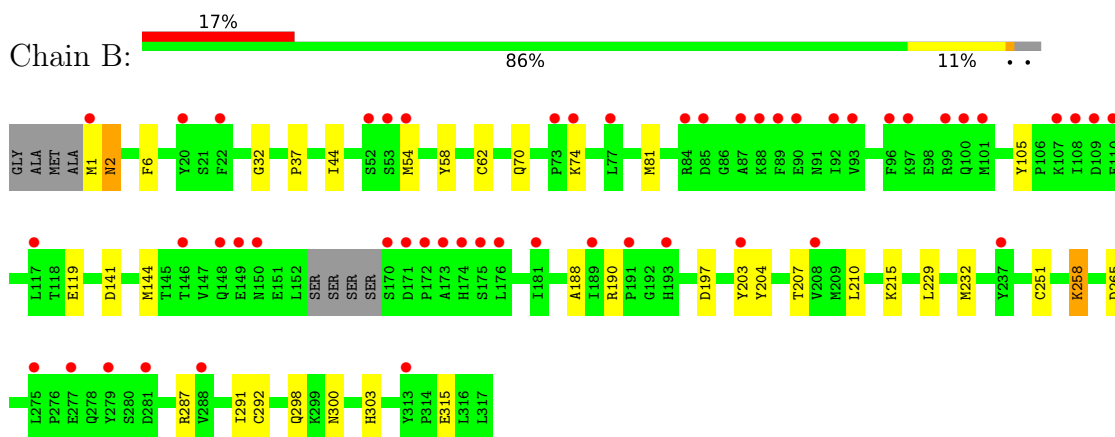 17%
Chain B:
86% 11% • •
GLY ALA MET ALA M1 N2 F6 Y20 S21 F22 G32 P37 I44 S52 S53 M54 Y58 C62 Q70 P73 K74 L77 M81 R84 D85 G86 A87 K88 F89 E90 N91 I92 V93 F96 K97 E98 R99 Q100 M101 Y105 P106 K107 I108 D109 E110
L117 T118 E119 D141 M144 T145 T146 V147 Q148 E149 N150 E151 L152 SER SER SER SER S170 D171 P172 A173 H174 S175 L176 I181 A188 I189 R190 P191 G192 H193 D197 Y203 Y204 T207 V208 M209 L210 K215 L229 M232 Y237 C251 K258 D265
L275 P276 E277 Q278 Y279 S280 D281 R287 V288 I291 C292 Q298 K299 N300 H303 Y313 P314 E315 L316 L317